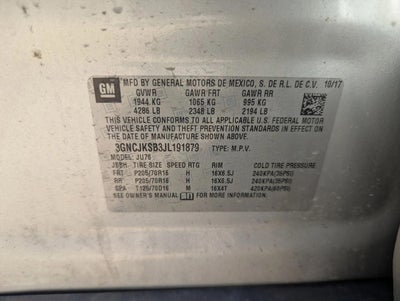 GM MFD BY GENERAL MOTORS DE MEXICO, S. DE R.L. DE C.V. 10/17
GVWR GAWR FRT GAWR RR
1944 KG 1065 KG 995 KG
4286 LB 2348 LB 2194 LB
THIS VEHICLE CONFORMS TO ALL APPLICABLE U.S. FEDERAL MOTOR
VEHICLE SAFETY AND THEFT PREVENTION STANDARDS IN EFFECT ON THE
DATE OF MANUFACTURE SHOWN ABOVE.
3GNCJKSB3JL191879 TYPE: M.P.V.
MODEL: JU76
TIRE SIZE SPEED RTG RIM COLD TIRE PRESSURE
FRT P205/70R16 H 16X6.5J 240KPA(35PSI)
RR P205/70R16 H 16X6.5J 240KPA(35PSI)
SPA T125/70D16 M 16X4T 420KPA(60PSI)
SEE OWNER'S MANUAL FOR MORE INFORMATION.